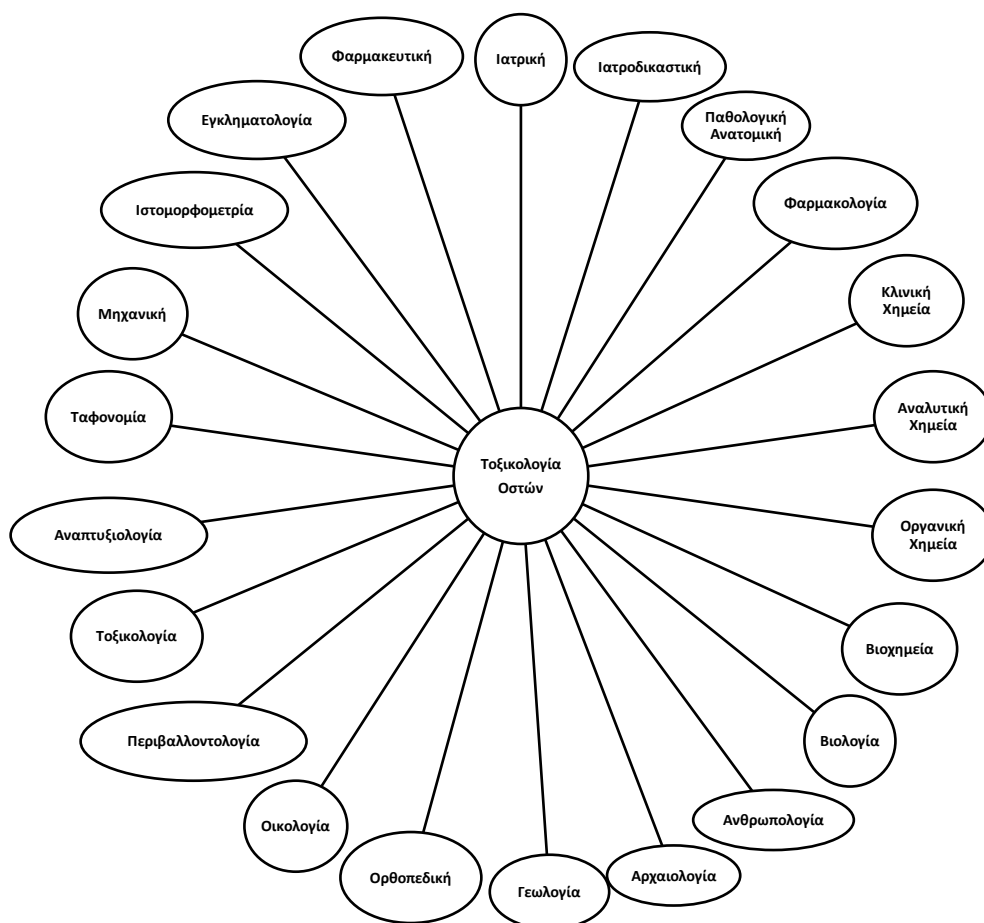 Ιατρική
Ιατροδικαστική
Παθολογική
Ανατομική
Φαρμακολογία
Κλινική
Χημεία
Αναλυτική
Χημεία
Οργανική
Χημεία
Βιοχημεία
Βιολογία
Ανθρωπολογία
Αρχαιολογία
Γεωλογία
Ορθοπεδική
Οικολογία
Περιβαλλοντολογία
Τοξικολογία
Αναπτυξιολογία
Ταφονομία
Μηχανική
Ιστομορφομετρία
Εγκληματολογία
Φαρμακευτική
Τοξικολογία
Οστών